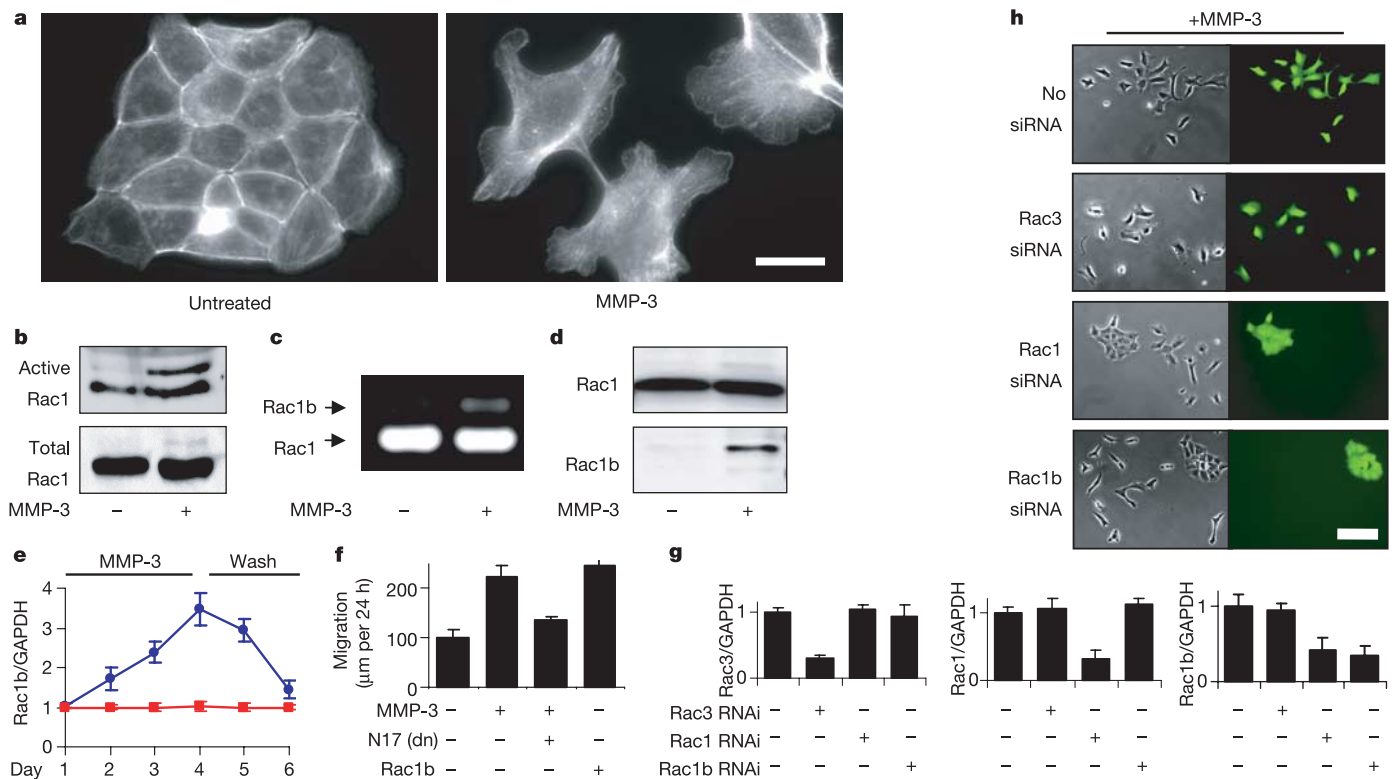 a
Untreated
MMP-3
b
Active
Rac1
Total
Rac1
MMP-3 – +
c
Rac1b
Rac1
MMP-3 – +
d
Rac1
Rac1b
MMP-3 – +
e
MMP-3 Wash
Rac1b/GAPDH
4
3
2
1
0
Day 1 2 3 4 5 6
f
Migration
(μm per 24 h)
200
100
0
MMP-3 – + + –
N17 (dn) – – + –
Rac1b – – – +
g
Rac3/GAPDH
1
0
Rac1/GAPDH
1
0
Rac1b/GAPDH
1
0
Rac3 RNAi – + – – – + – – – + – –
Rac1 RNAi – – + – – – + – – – + –
Rac1b RNAi – – – + – – – + – – – +
h
+MMP-3
No
siRNA
Rac3
siRNA
Rac1
siRNA
Rac1b
siRNA